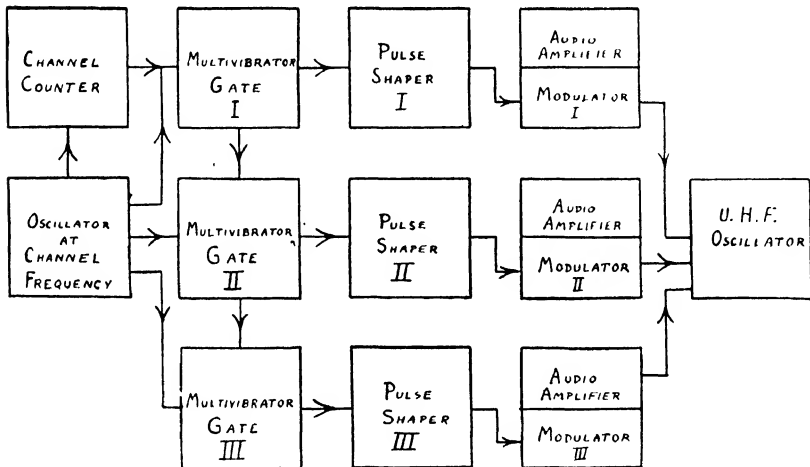 CHANNEL
COUNTER
MULTIVIBRATOR
GATE
I
PULSE
SHAPER
I
AUDIO
AMPLIFIER
MODULATOR
I
OSCILLATOR
AT
CHANNEL
FREQUENCY
MULTIVIBRATOR
GATE
II
PULSE
SHAPER
II
AUDIO
AMPLIFIER
MODULATOR
II
U. H. F.
OSCILLATOR
MULTIVIBRATOR
GATE
III
PULSE
SHAPER
III
AUDIO
AMPLIFIER
MODULATOR
III